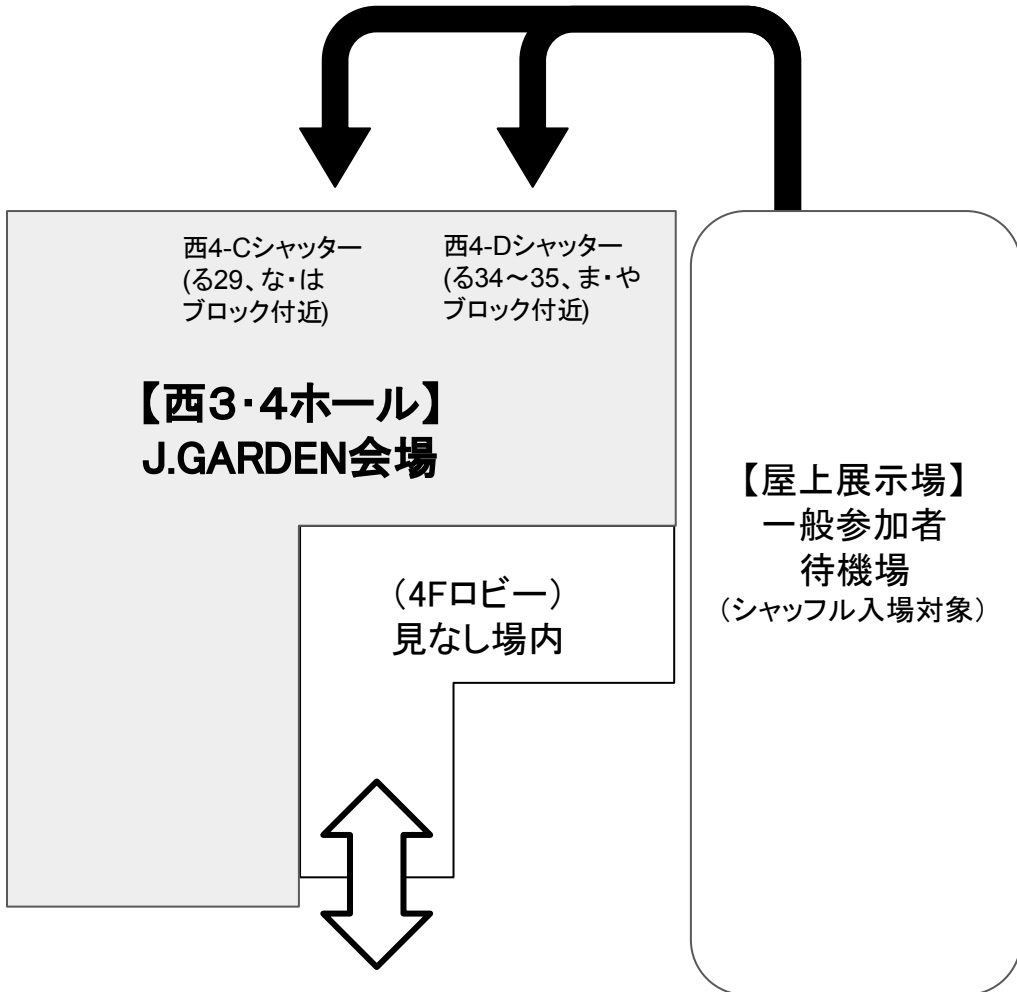 西4-Cシャッター
(る29、な・は
ブロック付近)
西4-Dシャッター
(る34～35、ま・や
ブロック付近)
【西3・4ホール】
J.GARDEN会場
【屋上展示場】
一般参加者
待機場
（シャッフル入場対象）
（4Fロビー）
見なし場内